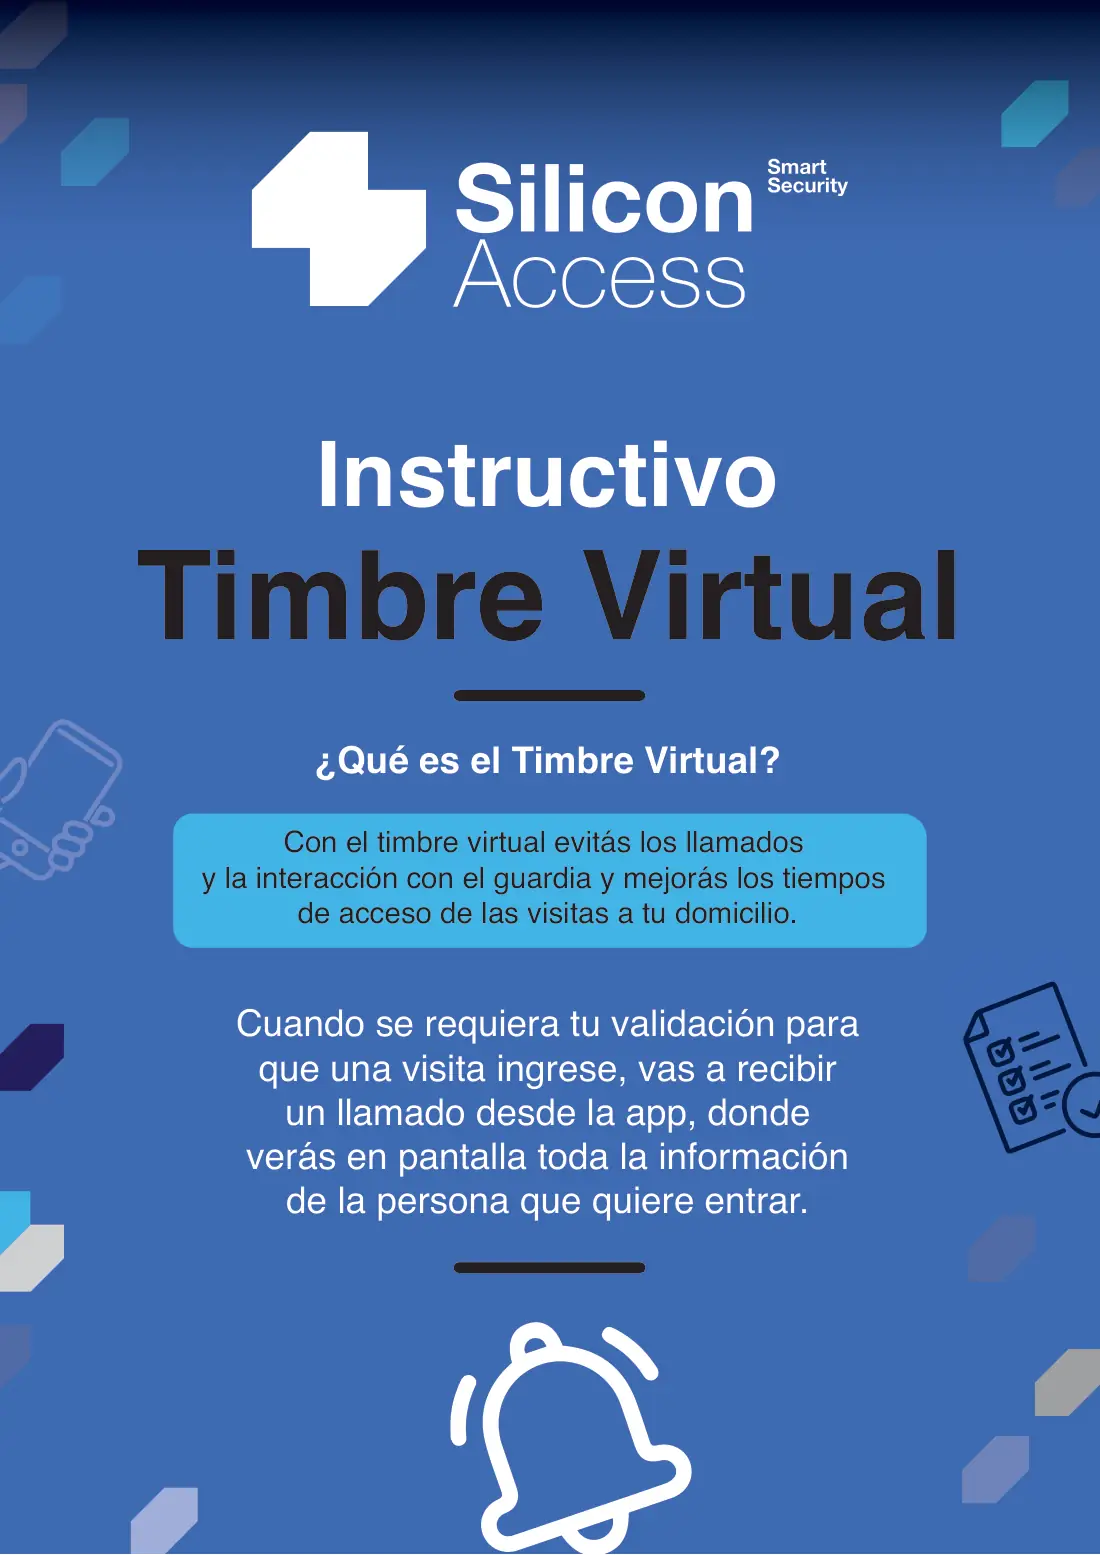 Silicon
Access
Smart
Security
Instructivo
Timbre Virtual
¿Qué es el Timbre Virtual?
Con el timbre virtual evitás los llamados
y la interacción con el guardia y mejorás los tiempos
de acceso de las visitas a tu domicilio.
Cuando se requiera tu validación para
que una visita ingrese, vas a recibir
un llamado desde la app, donde
verás en pantalla toda la información
de la persona que quiere entrar.